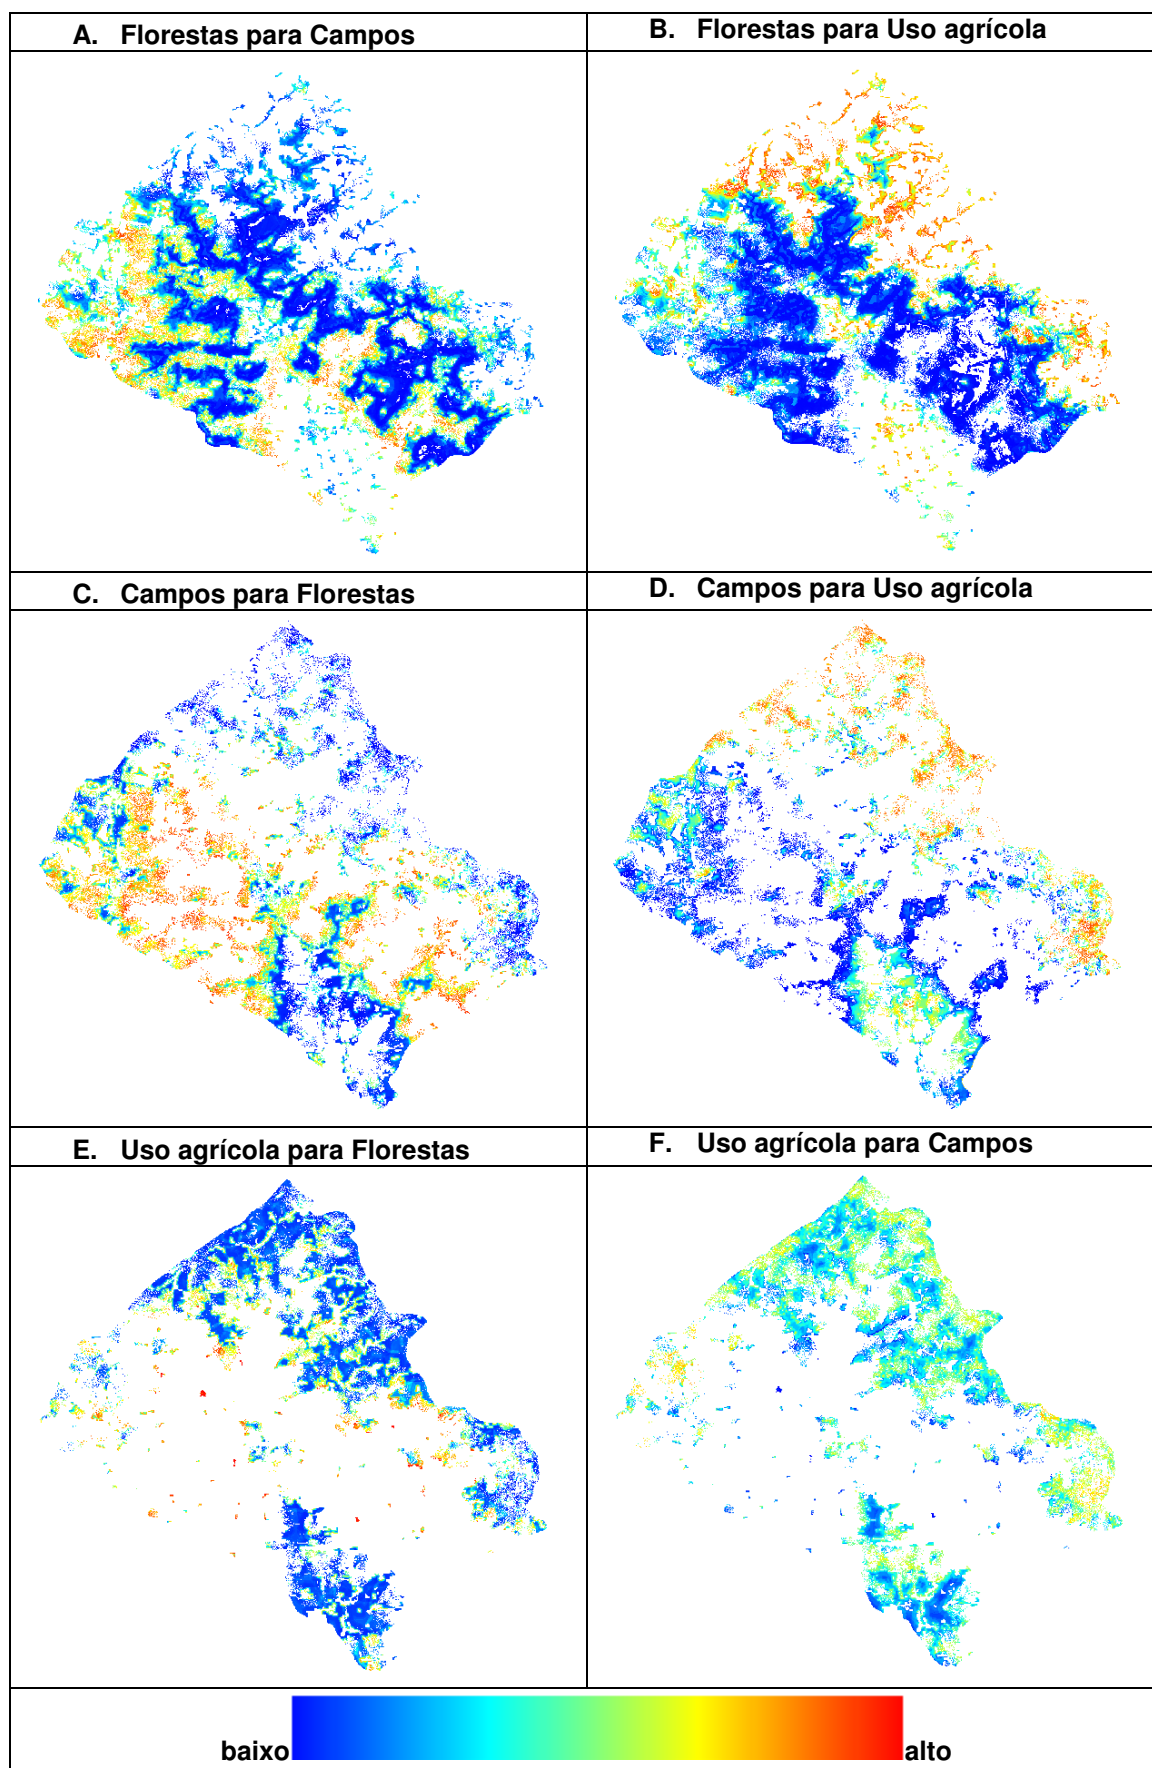 A. Florestas para Campos
B. Florestas para Uso agrícola
C. Campos para Florestas
D. Campos para Uso agrícola
E. Uso agrícola para Florestas
F. Uso agrícola para Campos
baixo alto